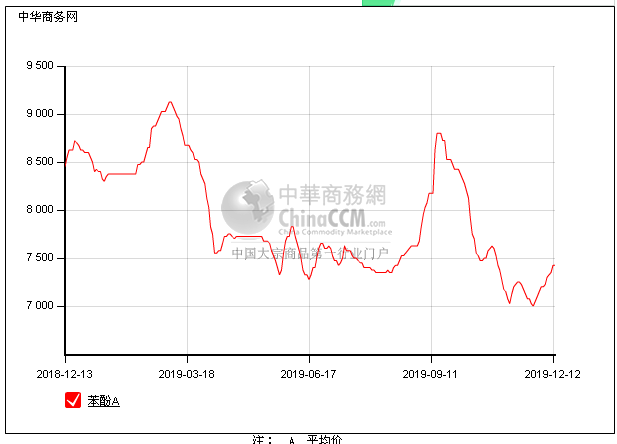 中华商务网
9 500
9 000
8 500
8 000
7 500
7 000
中華商務網
ChinaCCM.com
China Commodity Marketplace
中国大宗商品第一行业门户
2018-12-13 2019-03-18 2019-06-17 2019-09-11 2019-12-12
苯酚A
注： A 平均价